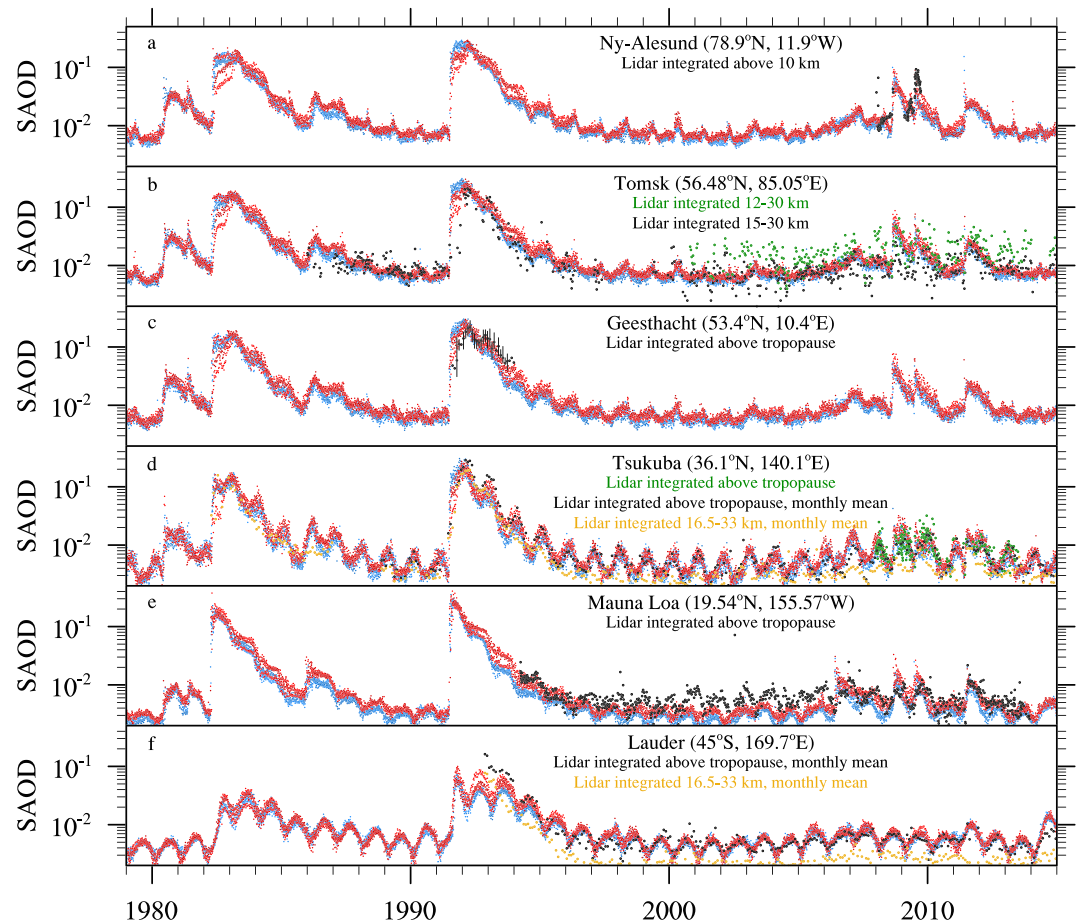 1980 1990 2000 2010
a
Ny-Alesund (78.9°N, 11.9°W)
Lidar integrated above 10 km
SAOD
10⁻¹
10⁻²
b
Tomsk (56.48°N, 85.05°E)
Lidar integrated 12-30 km
Lidar integrated 15-30 km
SAOD
10⁻¹
10⁻²
c
Geesthacht (53.4°N, 10.4°E)
Lidar integrated above tropopause
SAOD
10⁻¹
10⁻²
d
Tsukuba (36.1°N, 140.1°E)
Lidar integrated above tropopause
Lidar integrated above tropopause, monthly mean
Lidar integrated 16.5-33 km, monthly mean
SAOD
10⁻¹
10⁻²
e
Mauna Loa (19.54°N, 155.57°W)
Lidar integrated above tropopause
SAOD
10⁻¹
10⁻²
f
Lauder (45°S, 169.7°E)
Lidar integrated above tropopause, monthly mean
Lidar integrated 16.5-33 km, monthly mean
SAOD
10⁻¹
10⁻²
1980 1990 2000 2010